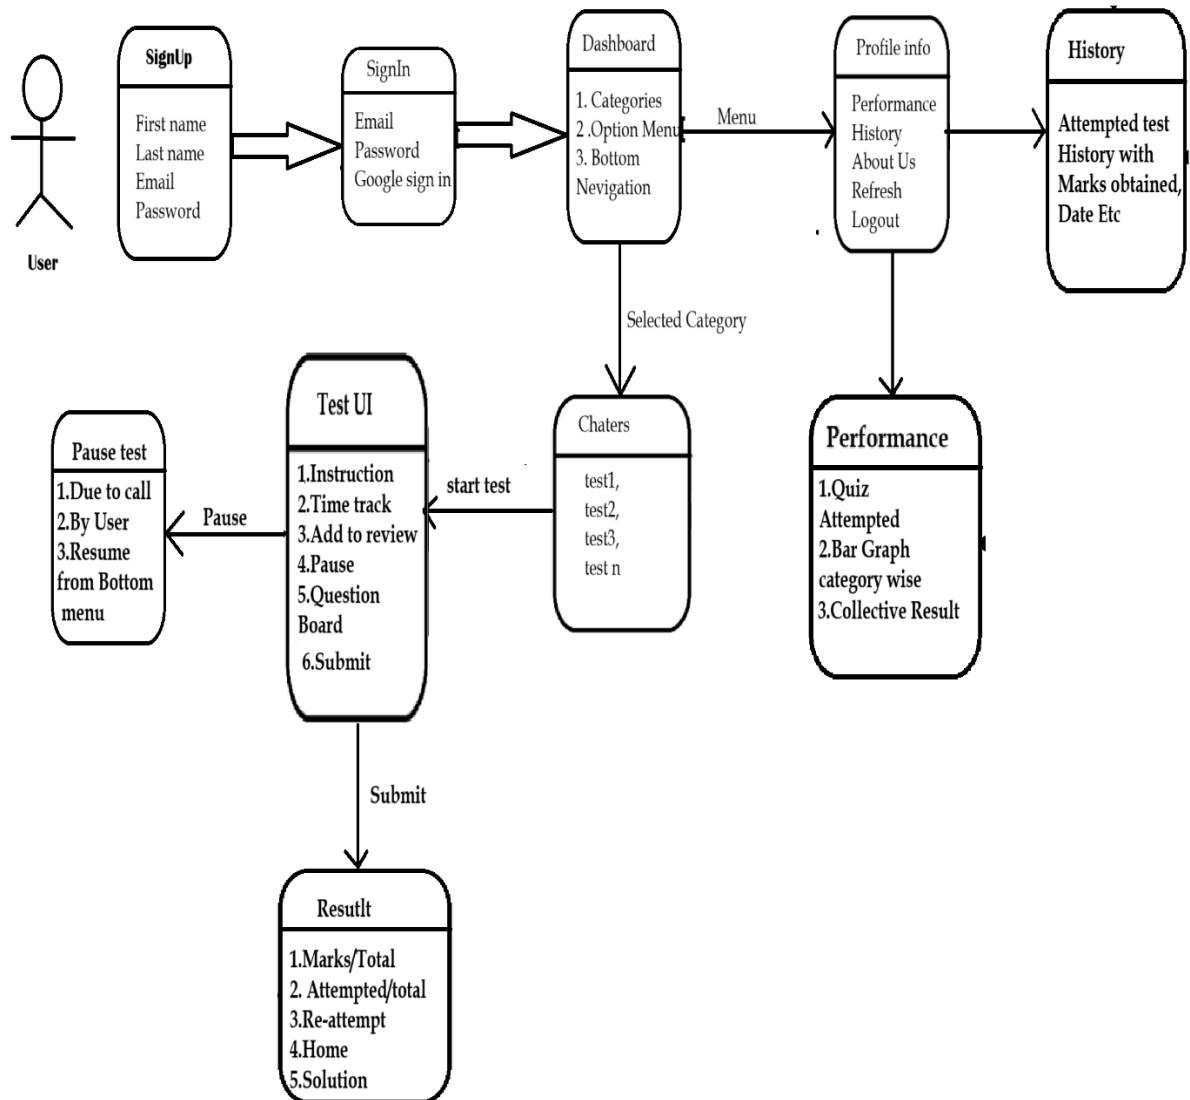 User
SignUp
First name
Last name
Email
Password
SignIn
Email
Password
Google sign in
Dashboard
1. Categories
2 .Option Menu
3. Bottom
Nevigation
Menu
Profile info
Performance
History
About Us
Refresh
Logout
History
Attempted test
History with
Marks obtained,
Date Etc
Selected Category
Chaters
test1,
test2,
test3,
test n
start test
Test UI
1.Instruction
2.Time track
3.Add to review
4.Pause
5.Question
Board
6.Submit
Pause
Pause test
1.Due to call
2.By User
3.Resume
from Bottom
menu
Performance
1.Quiz
Attempted
2.Bar Graph
category wise
3.Collective Result
Submit
Resutlt
1.Marks/Total
2. Attempted/total
3.Re-attempt
4.Home
5.Solution